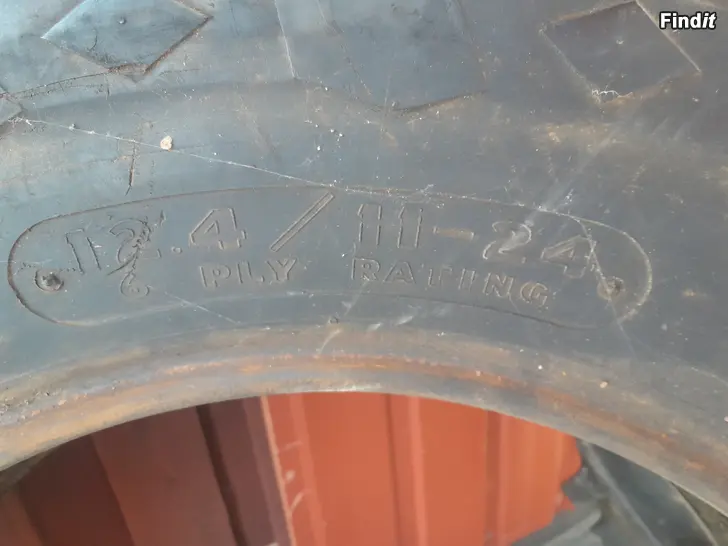 Findit
12.4/11-24
PLY RATING